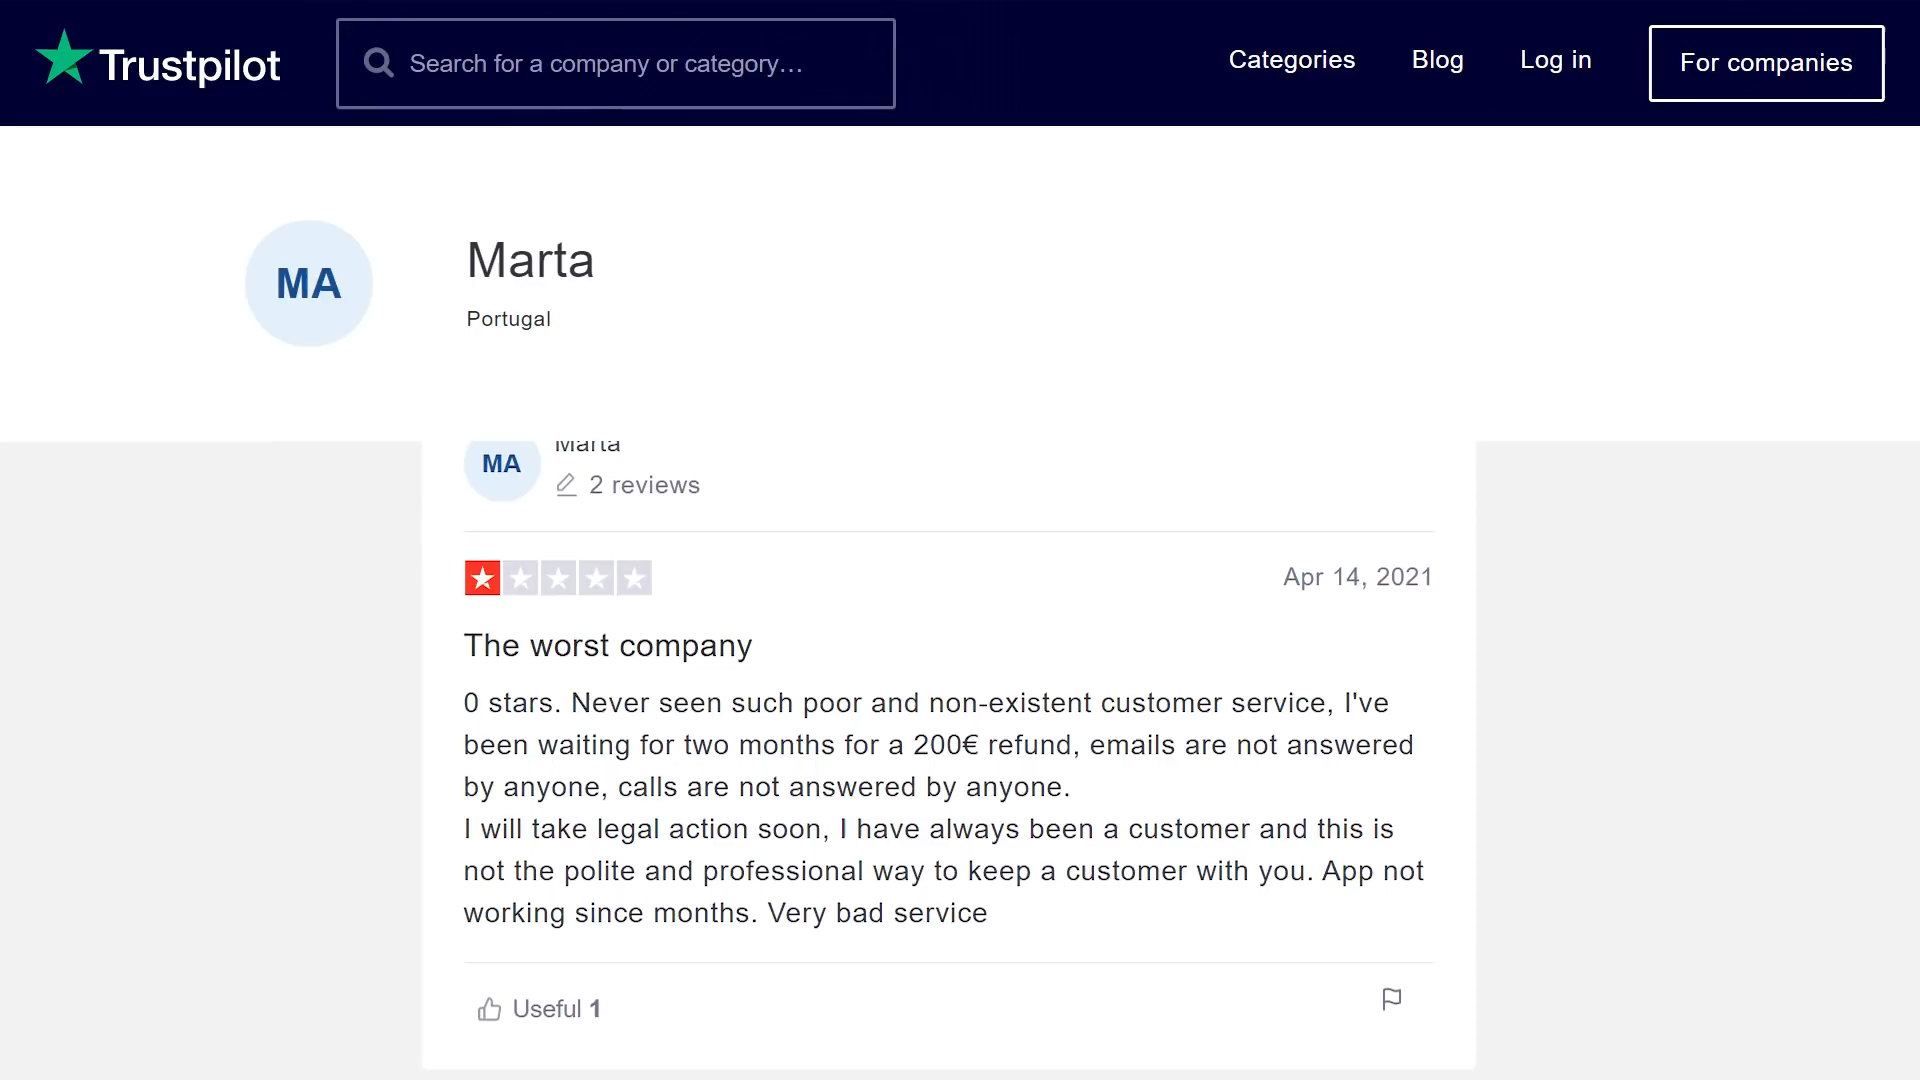 Trustpilot
Search for a company or category…
Categories
Blog
Log in
For companies
MA
Marta
Portugal
MA
Marta
2 reviews
Apr 14, 2021
The worst company
0 stars. Never seen such poor and non-existent customer service, I've
been waiting for two months for a 200€ refund, emails are not answered
by anyone, calls are not answered by anyone.
I will take legal action soon, I have always been a customer and this is
not the polite and professional way to keep a customer with you. App not
working since months. Very bad service
Useful 1